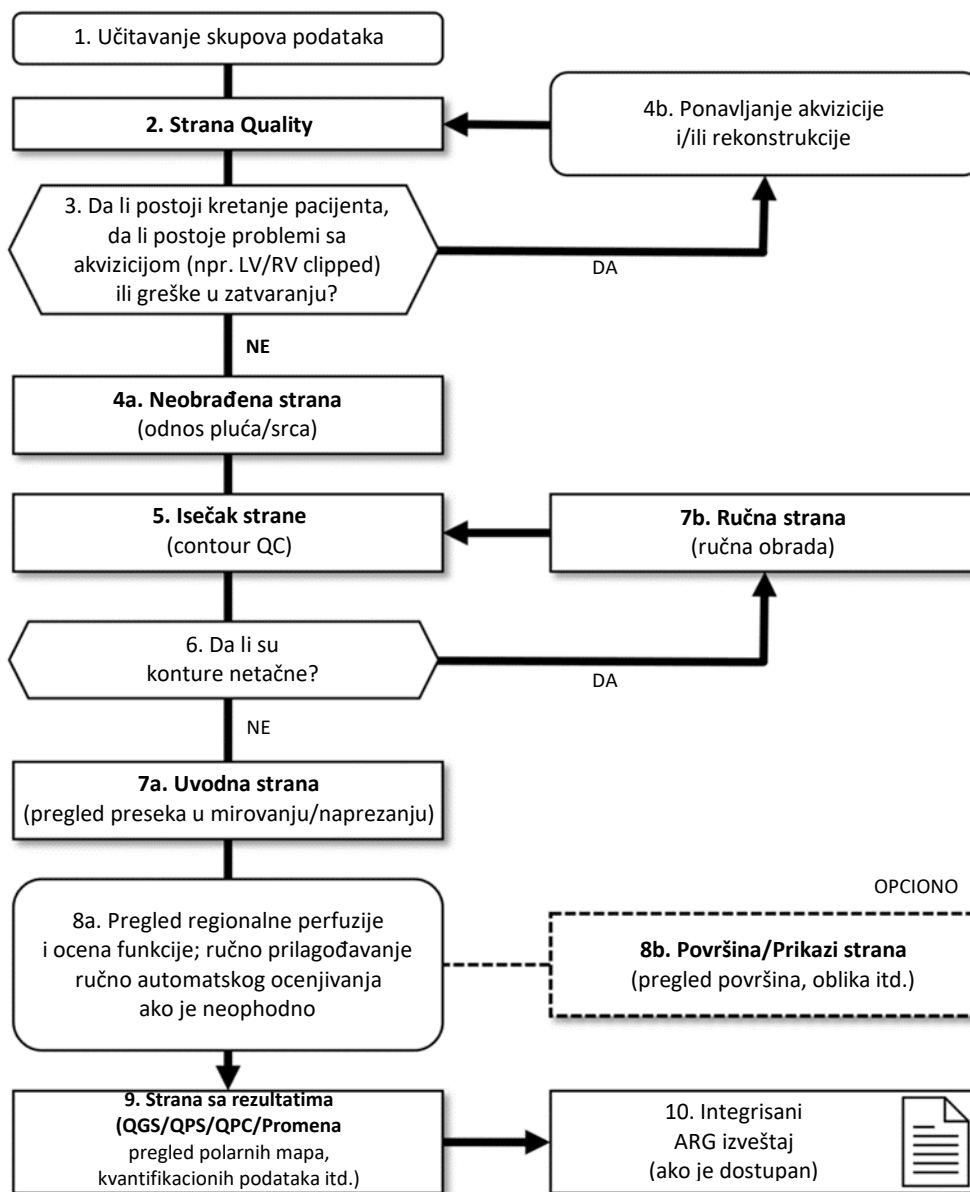 1. Učitavanje skupova podataka
2. Strana Quality
4b. Ponavljanje akvizicije
i/ili rekonstrukcije
3. Da li postoji kretanje pacijenta,
da li postoje problemi sa
akvizicijom (npr. LV/RV clipped)
ili greške u zatvaranju?
DA
NE
4a. Neobrađena strana
(odnos pluća/srca)
5. Isečak strane
(contour QC)
7b. Ručna strana
(ručna obrada)
6. Da li su
konture netačne?
DA
NE
7a. Uvodna strana
(pregled preseka u mirovanju/naprezanju)
8a. Pregled regionalne perfuzije
i ocena funkcije; ručno prilagođavanje
ručno automatskog ocenjivanja
ako je neophodno
OPCIONO
8b. Površina/Prikazi strana
(pregled površina, oblika itd.)
9. Strana sa rezultatima
(QGS/QPS/QPC/Promena
pregled polarnih mapa,
kvantifikacionih podataka itd.)
10. Integrisani
ARG izveštaj
(ako je dostupan)